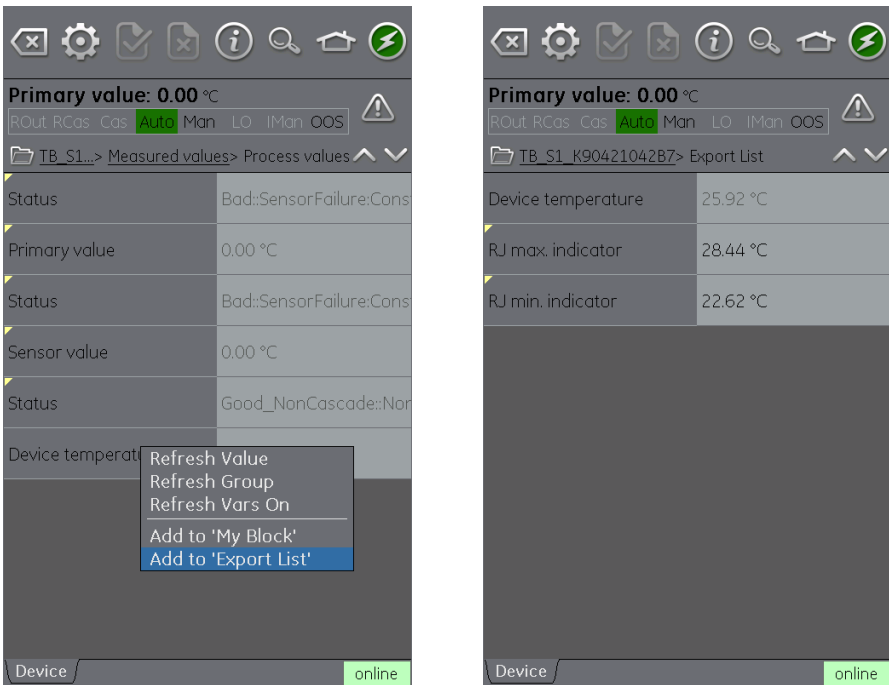 Primary value: 0.00 °C
ROut RCas Cas Auto Man LO IMan OOS
TB_S1...> Measured values> Process values
Status Bad::SensorFailure:Cons
Primary value 0.00 °C
Status Bad::SensorFailure:Cons
Sensor value 0.00 °C
Status Good_NonCascade::Nor
Device temperatu
Refresh Value
Refresh Group
Refresh Vars On
Add to 'My Block'
Add to 'Export List'
Device online
Primary value: 0.00 °C
ROut RCas Cas Auto Man LO IMan OOS
TB_S1_K90421042B7> Export List
Device temperature 25.92 °C
RJ max. indicator 28.44 °C
RJ min. indicator 22.62 °C
Device online